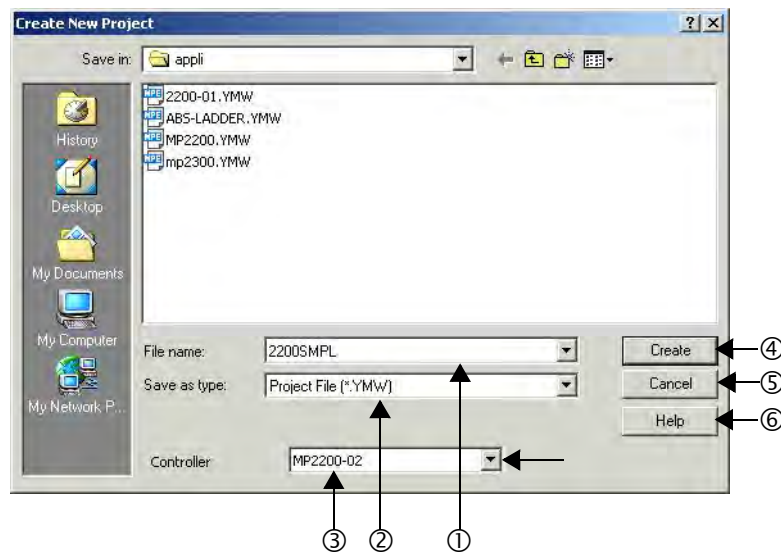 Create New Project
Save in: appli
2200-01.YMW
ABS-LADDER.YMW
MP2200.YMW
mp2300.YMW
History
Desktop
My Documents
My Computer
My Network P...
File name: 2200SMPL
Save as type: Project File (*.YMW)
Controller MP2200-02
Create ④
Cancel ⑤
Help ⑥
③ ② ①